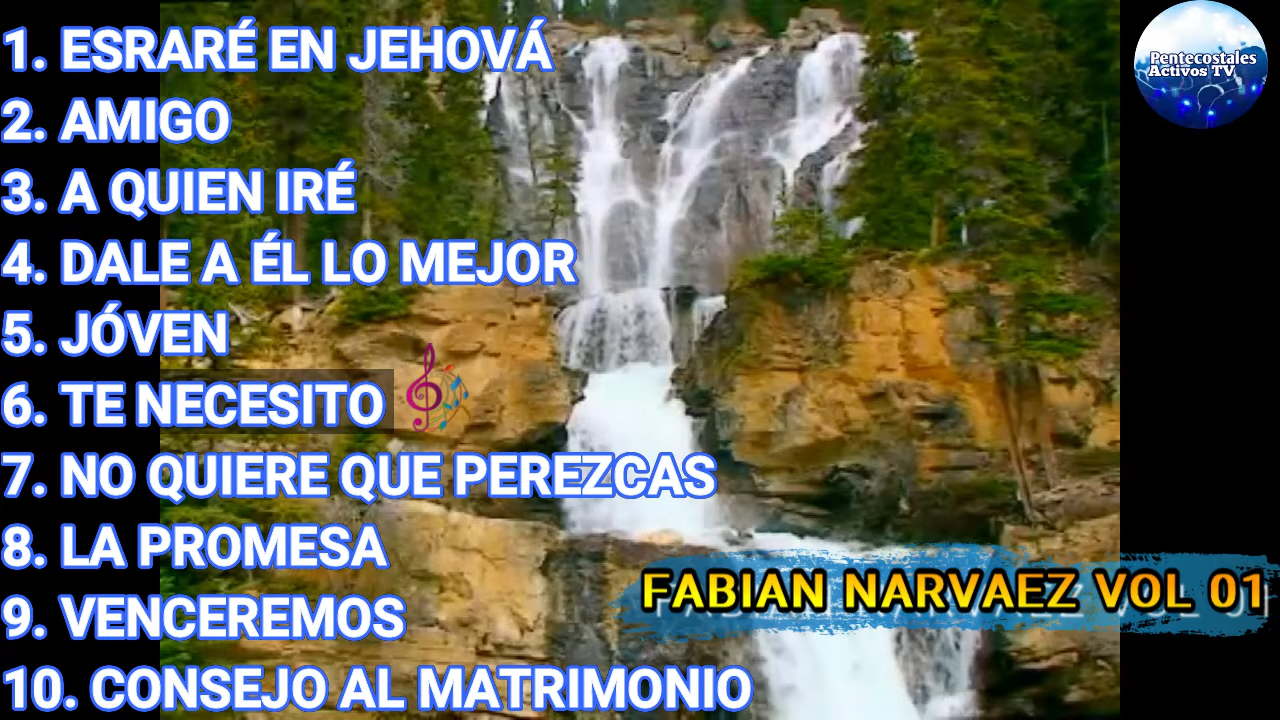 1. ESRARÉ EN JEHOVÁ
2. AMIGO
3. A QUIEN IRÉ
4. DALE A ÉL LO MEJOR
5. JÓVEN
6. TE NECESITO
7. NO QUIERE QUE PEREZCAS
8. LA PROMESA
9. VENCEREMOS
10. CONSEJO AL MATRIMONIO
Pentecostales
Activos TV
FABIAN NARVAEZ VOL 01